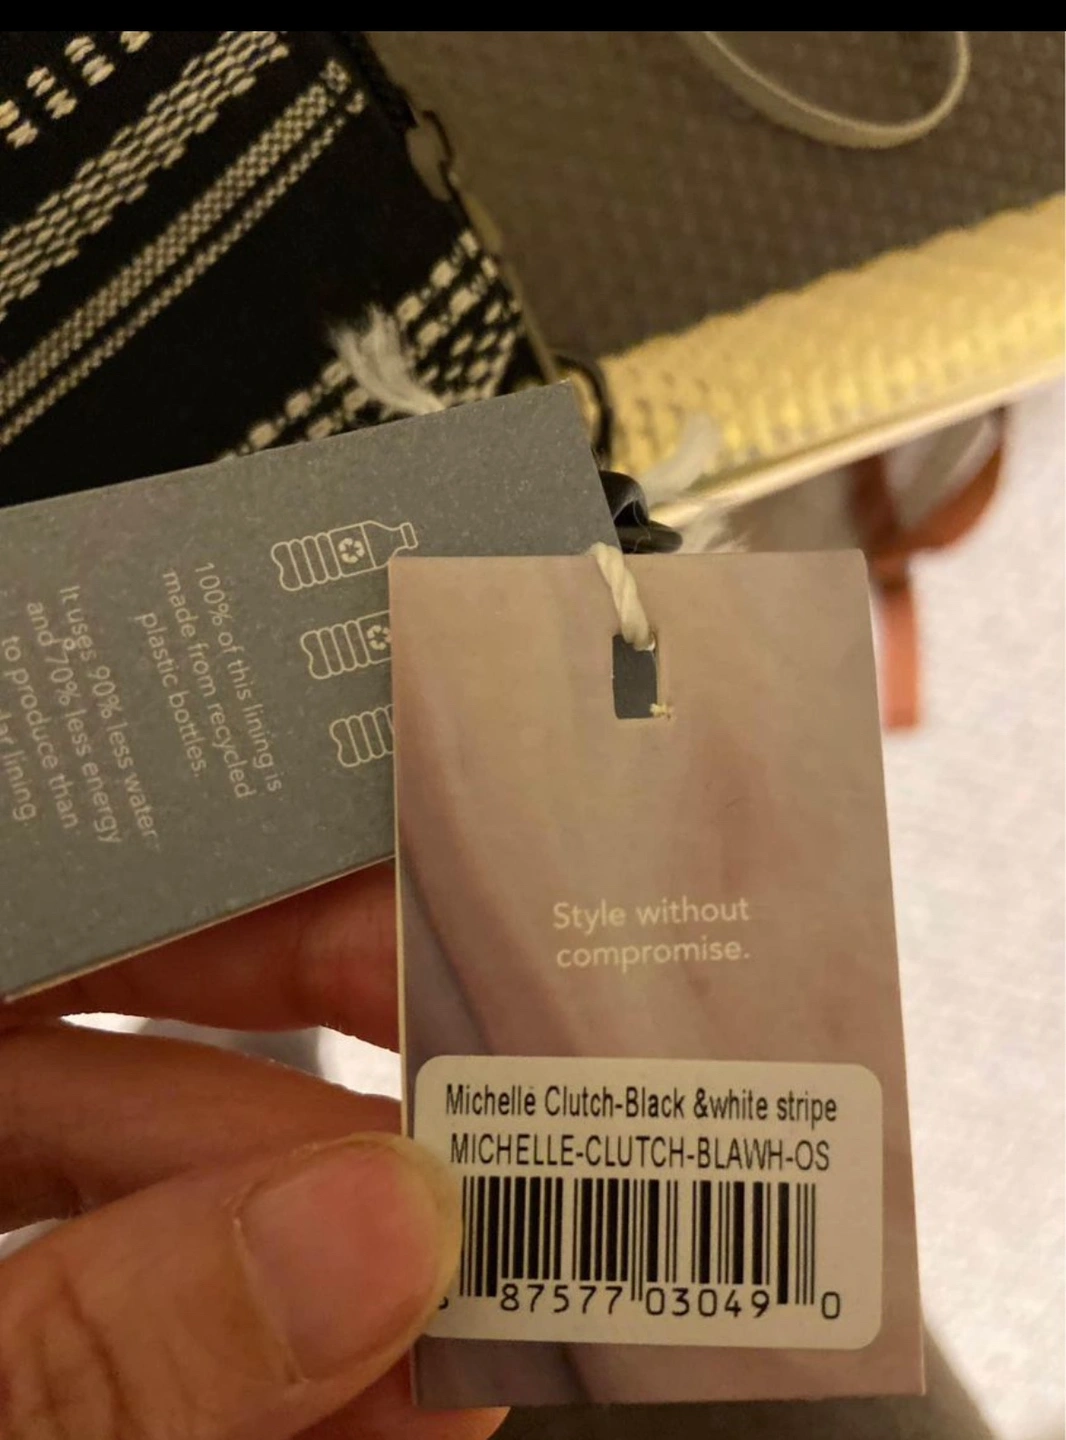 100% of this lining is
made from recycled
plastic bottles.
It uses 90% less water
and 70% less energy
to produce than
lining.
Style without
compromise.
Michelle Clutch-Black &white stripe
MICHELLE-CLUTCH-BLAWH-OS
87577 03049 0